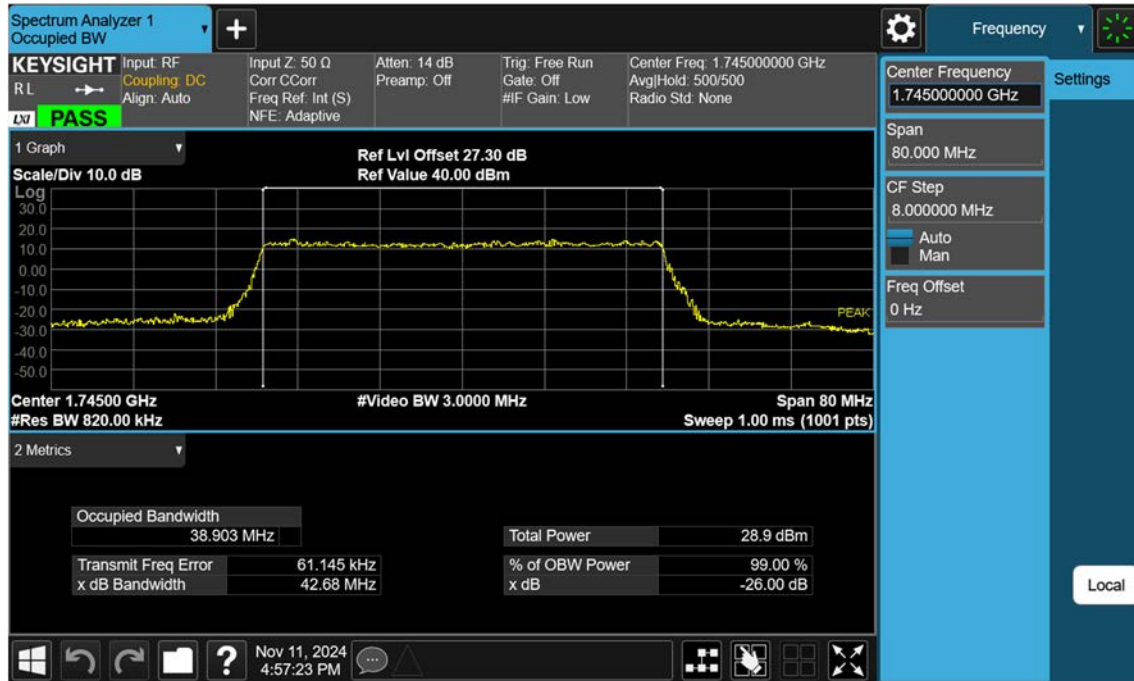 Spectrum Analyzer 1
Occupied BW
Frequency
KEYSIGHT
R L
LXI
PASS
Input: RF
Coupling: DC
Align: Auto
Input Z: 50 Ω
Corr CCorr
Freq Ref: Int (S)
NFE: Adaptive
Atten: 14 dB
Preamp: Off
Trig: Free Run
Gate: Off
#IF Gain: Low
Center Freq: 1.745000000 GHz
Avg|Hold: 500/500
Radio Std: None
Center Frequency
1.745000000 GHz
Settings
Span
80.000 MHz
CF Step
8.000000 MHz
Auto
Man
Freq Offset
0 Hz
Local
1 Graph
Scale/Div 10.0 dB
Ref Lvl Offset 27.30 dB
Ref Value 40.00 dBm
Log
30.0
20.0
10.0
0.00
-10.0
-20.0
-30.0
-40.0
-50.0
PEAK
Center 1.74500 GHz
#Video BW 3.0000 MHz
Span 80 MHz
#Res BW 820.00 kHz
Sweep 1.00 ms (1001 pts)
2 Metrics
Occupied Bandwidth
38.903 MHz
Total Power 28.9 dBm
Transmit Freq Error 61.145 kHz
% of OBW Power 99.00 %
x dB Bandwidth 42.68 MHz
x dB -26.00 dB
Nov 11, 2024
4:57:23 PM